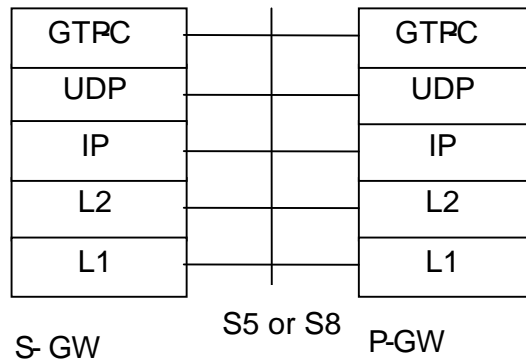 GTP-C GTP-C
UDP UDP
IP IP
L2 L2
L1 L1
S5 or S8
S- GW P-GW